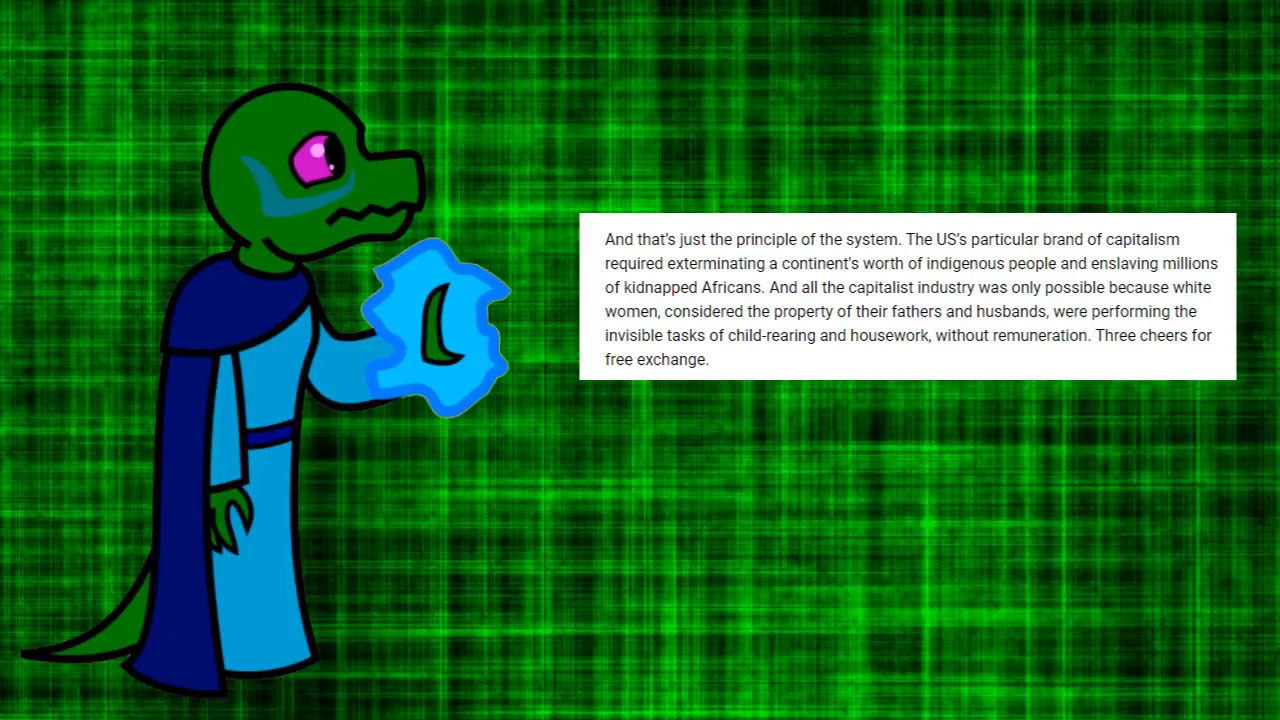 And that's just the principle of the system. The US's particular brand of capitalism
required exterminating a continent's worth of indigenous people and enslaving millions
of kidnapped Africans. And all the capitalist industry was only possible because white
women, considered the property of their fathers and husbands, were performing the
invisible tasks of child-rearing and housework, without remuneration. Three cheers for
free exchange.